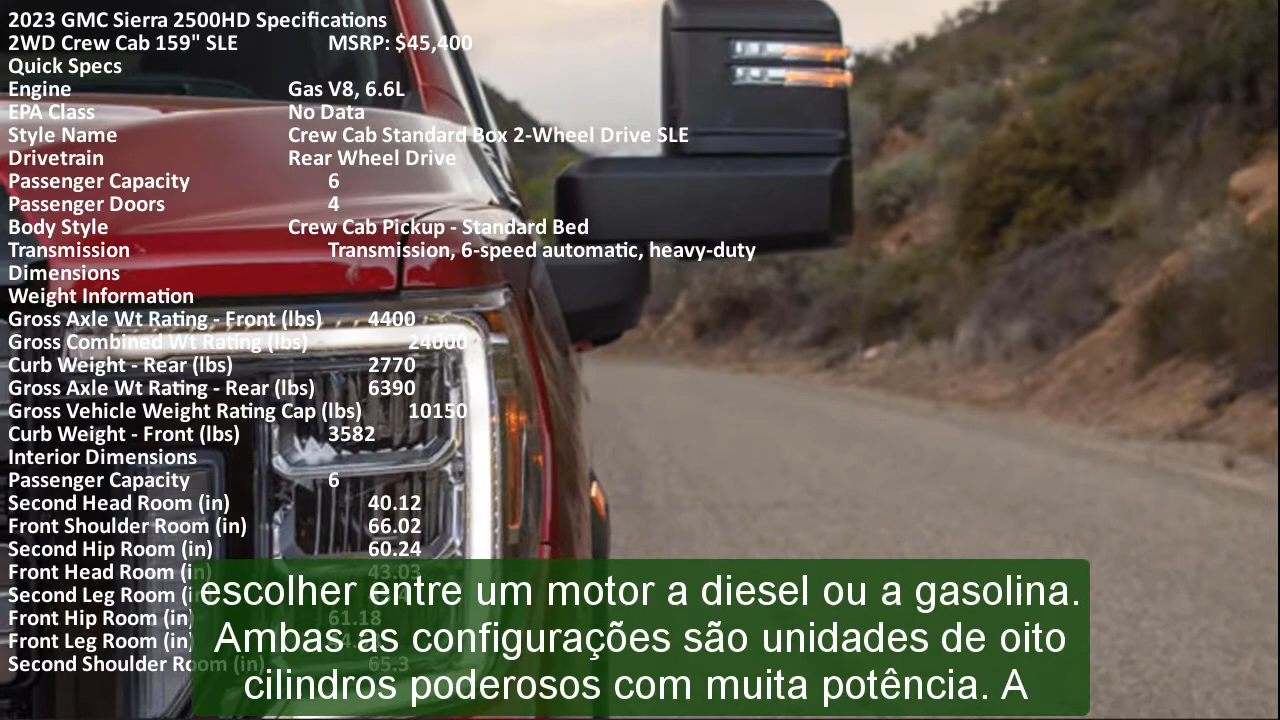 2023 GMC Sierra 2500HD Specifications
2WD Crew Cab 159" SLE MSRP: $45,400
Quick Specs
Engine Gas V8, 6.6L
EPA Class No Data
Style Name Crew Cab Standard Box 2-Wheel Drive SLE
Drivetrain Rear Wheel Drive
Passenger Capacity 6
Passenger Doors 4
Body Style Crew Cab Pickup - Standard Bed
Transmission Transmission, 6-speed automatic, heavy-duty
Dimensions
Weight Information
Gross Axle Wt Rating - Front (lbs) 4400
Gross Combined Wt Rating (lbs) 24000
Curb Weight - Rear (lbs) 2770
Gross Axle Wt Rating - Rear (lbs) 6390
Gross Vehicle Weight Rating Cap (lbs) 10150
Curb Weight - Front (lbs) 3582
Interior Dimensions
Passenger Capacity 6
Second Head Room (in) 40.12
Front Shoulder Room (in) 66.02
Second Hip Room (in) 60.24
Front Head Room (in) 43.03
Second Leg Room
Front Hip Room (in) 61.18
Front Leg Room (in)
Second Shoulder Room (in) 65.3
escolher entre um motor a diesel ou a gasolina.
Ambas as configurações são unidades de oito
cilindros poderosos com muita potência. A